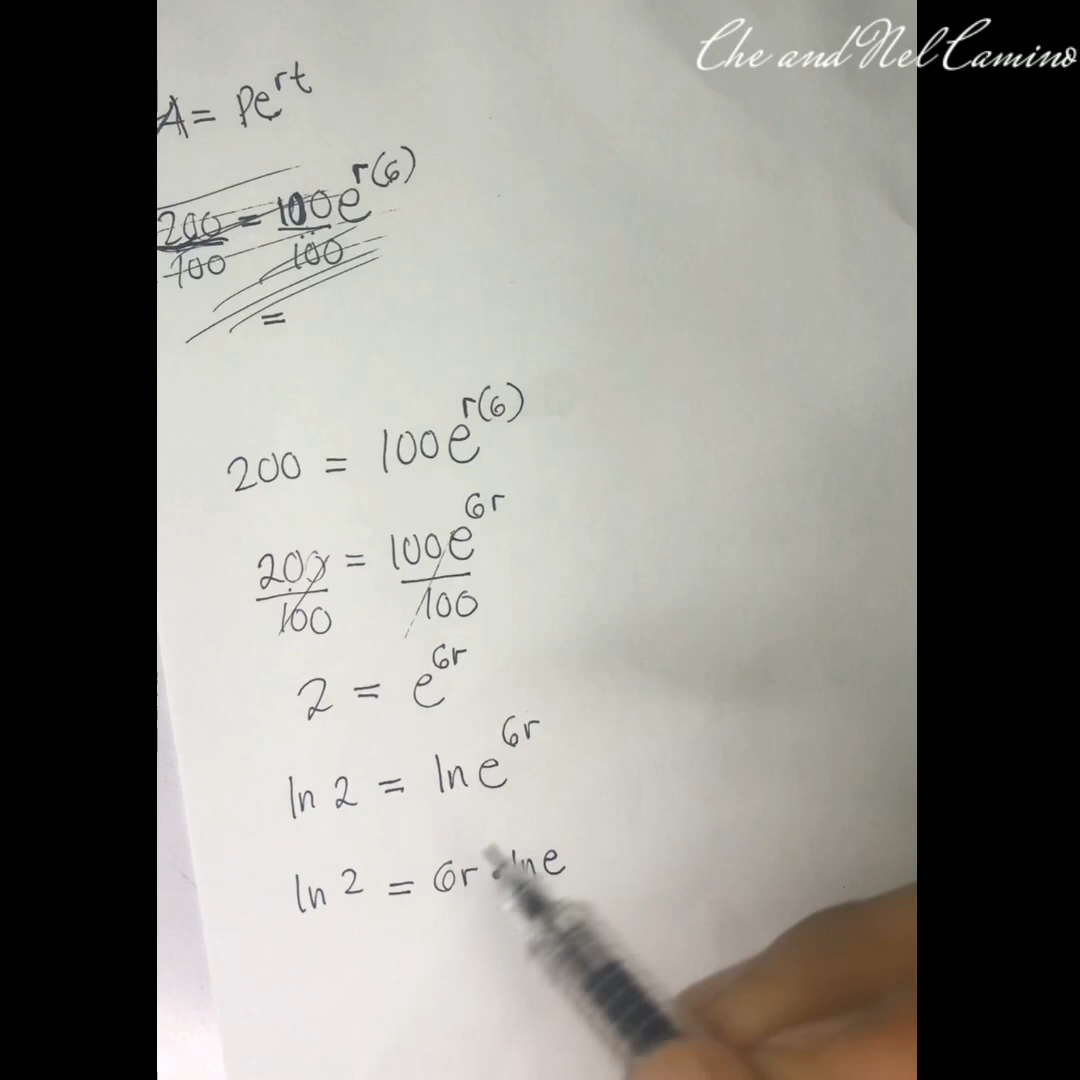 Che and Nel Camino
A = Pe^rt
200 = 100e^r(6)
100 100
=
200 = 100e^r(6)
200 = 100e^6r
100 100
2 = e^6r
ln 2 = ln e^6r
ln 2 = 6r · ln e